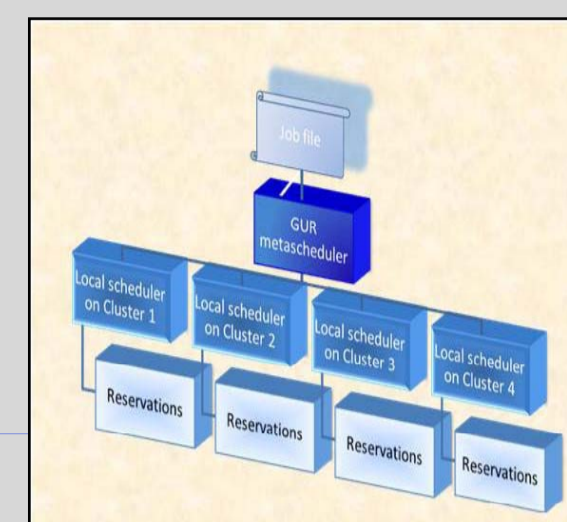 Job file
GUR
metascheduler
Local scheduler
on Cluster 1
Local scheduler
on Cluster 2
Local scheduler
on Cluster 3
Local scheduler
on Cluster 4
Reservations
Reservations
Reservations
Reservations